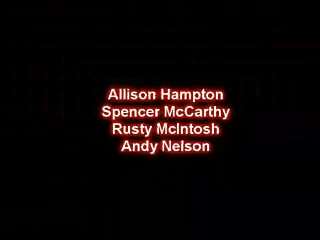 Allison Hampton
Spencer McCarthy
Rusty McIntosh
Andy Nelson